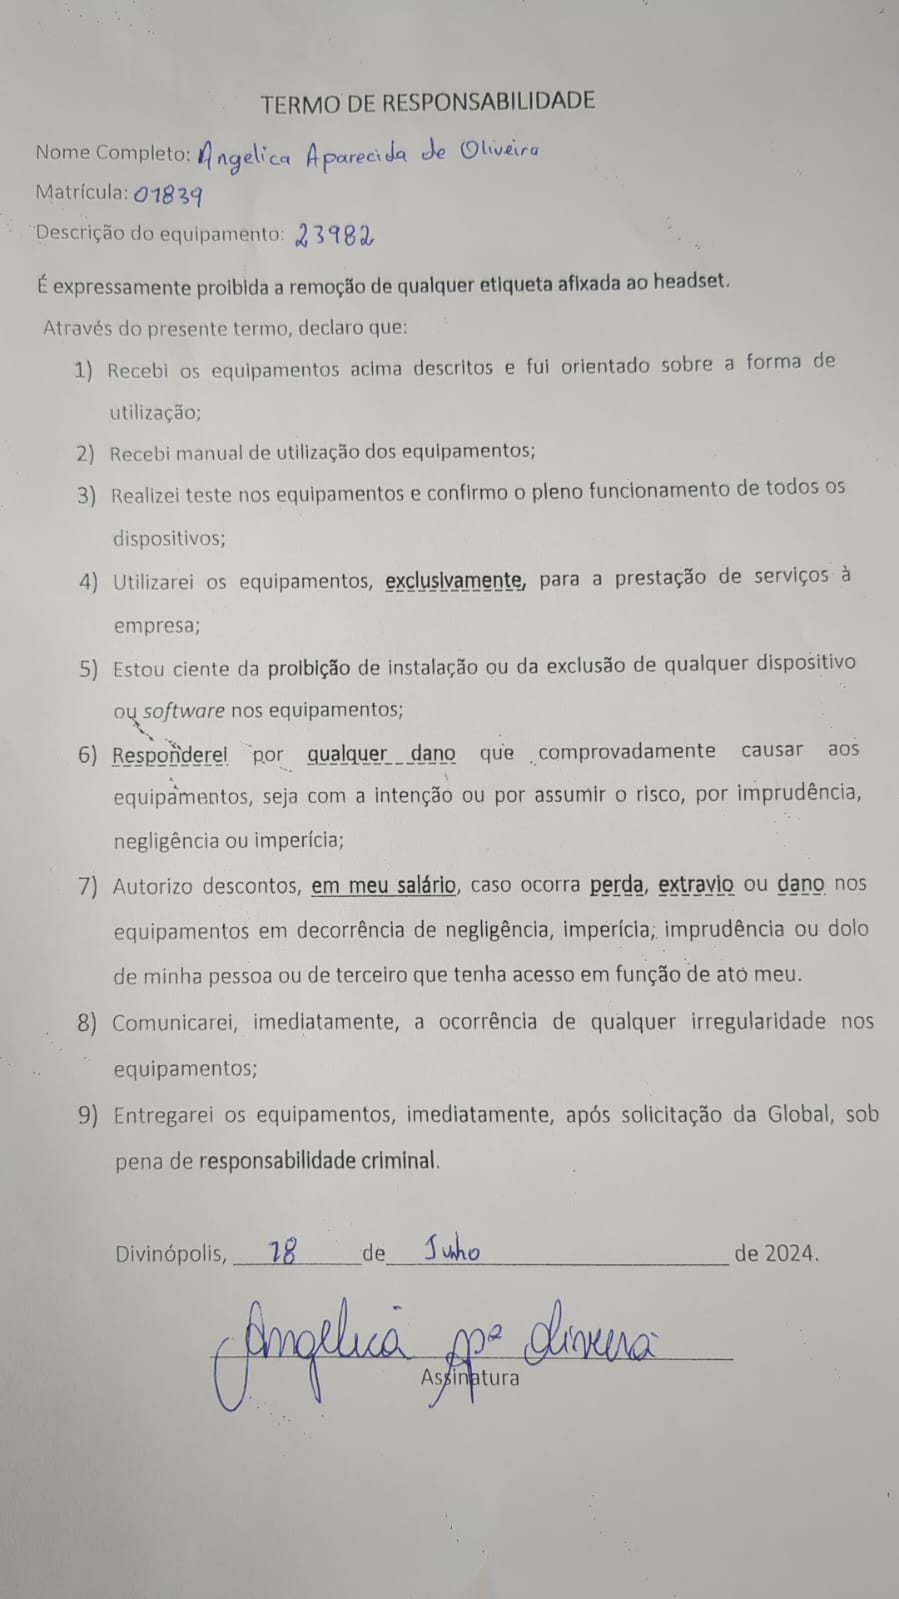 TERMO DE RESPONSABILIDADE
Nome Completo: Angelica Aparecida de Oliveira
Matrícula: 01839
Descrição do equipamento: 23982
É expressamente proibida a remoção de qualquer etiqueta afixada ao headset.
Através do presente termo, declaro que:
1) Recebi os equipamentos acima descritos e fui orientado sobre a forma de
utilização;
2) Recebi manual de utilização dos equipamentos;
3) Realizei teste nos equipamentos e confirmo o pleno funcionamento de todos os
dispositivos;
4) Utilizarei os equipamentos, exclusivamente, para a prestação de serviços à
empresa;
5) Estou ciente da proibição de instalação ou da exclusão de qualquer dispositivo
ou software nos equipamentos;
6) Responderei por qualquer dano que comprovadamente causar aos
equipamentos, seja com a intenção ou por assumir o risco, por imprudência,
negligência ou imperícia;
7) Autorizo descontos, em meu salário, caso ocorra perda, extravio ou dano nos
equipamentos em decorrência de negligência, imperícia; imprudência ou dolo
de minha pessoa ou de terceiro que tenha acesso em função de ato meu.
8) Comunicarei, imediatamente, a ocorrência de qualquer irregularidade nos
equipamentos;
9) Entregarei os equipamentos, imediatamente, após solicitação da Global, sob
pena de responsabilidade criminal.
Divinópolis, 18 de Junho de 2024.
Angelica Apª Oliveira
Assinatura